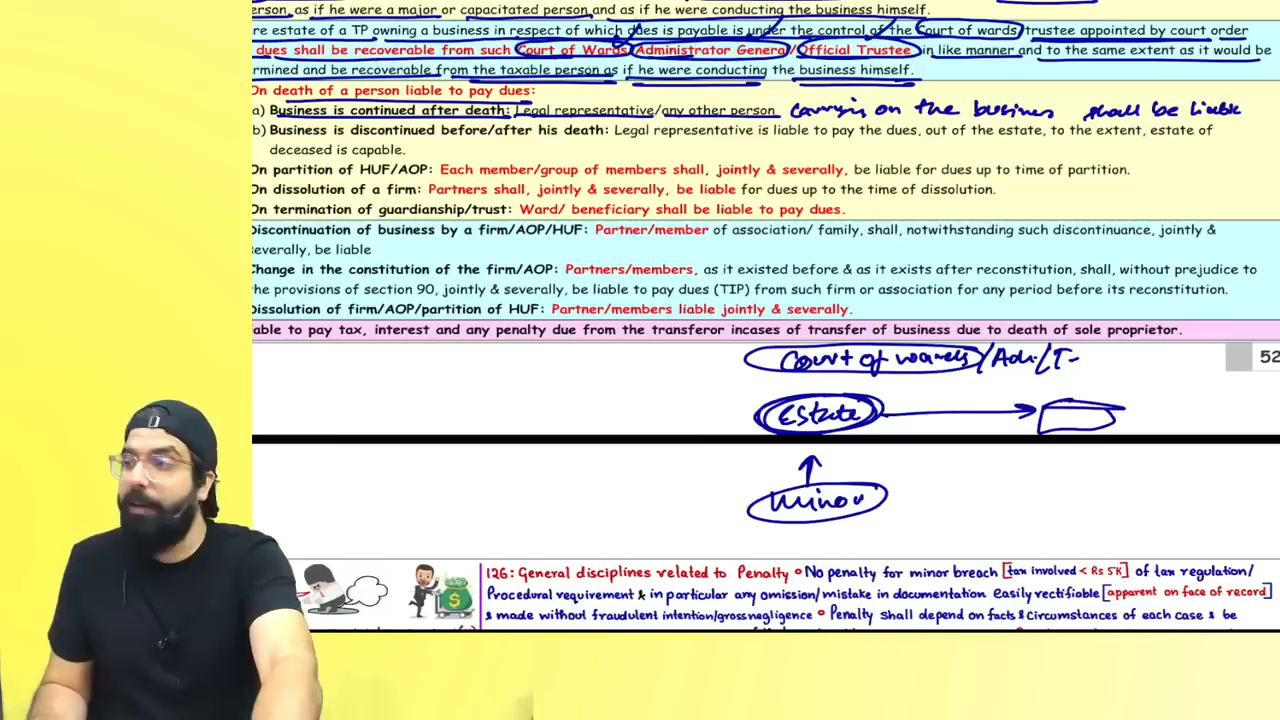 erson, as if he were a major or capacitated person and as if he were conducting the business himself.
re estate of a TP owning a business in respect of which dues is payable is under the control of the Court of wards/ trustee appointed by court order
dues shall be recoverable from such Court of Wards/Administrator General/Official Trustee in like manner and to the same extent as it would be
rmined and be recoverable from the taxable person as if he were conducting the business himself.
On death of a person liable to pay dues:
a) Business is continued after death: Legal representative/any other person carrying on the business shall be liable
b) Business is discontinued before/after his death: Legal representative is liable to pay the dues, out of the estate, to the extent, estate of
deceased is capable.
On partition of HUF/AOP: Each member/group of members shall, jointly & severally, be liable for dues up to time of partition.
On dissolution of a firm: Partners shall, jointly & severally, be liable for dues up to the time of dissolution.
On termination of guardianship/trust: Ward/ beneficiary shall be liable to pay dues.
Discontinuation of business by a firm/AOP/HUF: Partner/member of association/ family, shall, notwithstanding such discontinuance, jointly &
severally, be liable
Change in the constitution of the firm/AOP: Partners/members, as it existed before & as it exists after reconstitution, shall, without prejudice to
the provisions of section 90, jointly & severally, be liable to pay dues (TIP) from such firm or association for any period before its reconstitution.
Dissolution of firm/AOP/partition of HUF: Partner/members liable jointly & severally.
able to pay tax, interest and any penalty due from the transferor incases of transfer of business due to death of sole proprietor.
Court of wards/Adm/T-
52
Estate
minor
126: General disciplines related to Penalty No penalty for minor breach [tax involved < Rs 5K] of tax regulation/
Procedural requirement & in particular any omission/mistake in documentation easily rectifiable [apparent on face of record]
& made without fraudulent intention/gross negligence Penalty shall depend on facts & circumstances of each case & be